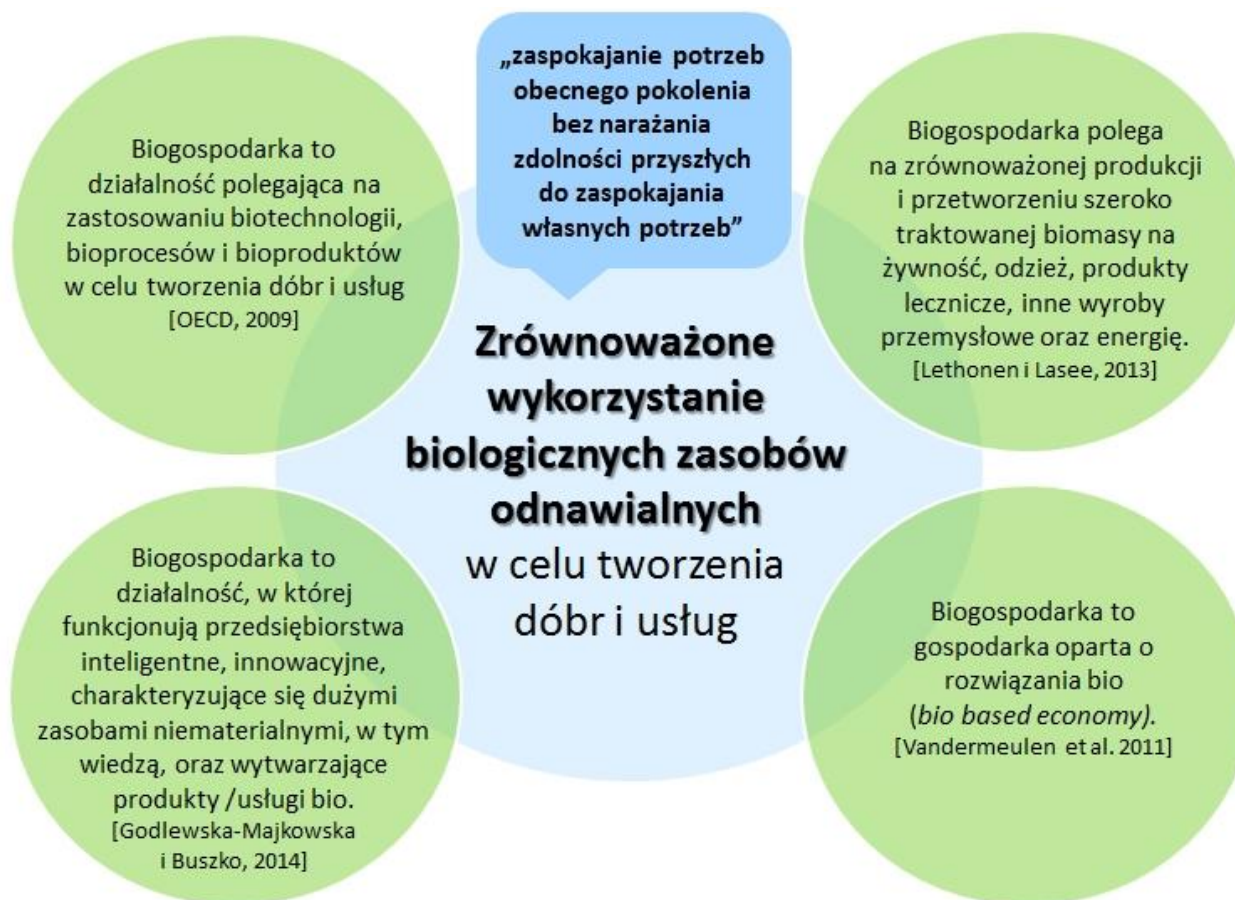 „zaspokajanie potrzeb
obecnego pokolenia
bez narażania
zdolności przyszłych
do zaspokajania
własnych potrzeb”
Biogospodarka to
działalność polegająca na
zastosowaniu biotechnologii,
bioprocesów i bioproduktów
w celu tworzenia dóbr i usług
[OECD, 2009]
Biogospodarka polega
na zrównoważonej produkcji
i przetworzeniu szeroko
traktowanej biomasy na
żywność, odzież, produkty
lecznicze, inne wyroby
przemysłowe oraz energię.
[Lethonen i Lasee, 2013]
Zrównoważone
wykorzystanie
biologicznych zasobów
odnawialnych
w celu tworzenia
dóbr i usług
Biogospodarka to
działalność, w której
funkcjonują przedsiębiorstwa
inteligentne, innowacyjne,
charakteryzujące się dużymi
zasobami niematerialnymi, w tym
wiedzą, oraz wytwarzające
produkty /usługi bio.
[Godlewska-Majkowska
i Buszko, 2014]
Biogospodarka to
gospodarka oparta o
rozwiązania bio
(bio based economy).
[Vandermeulen et al. 2011]